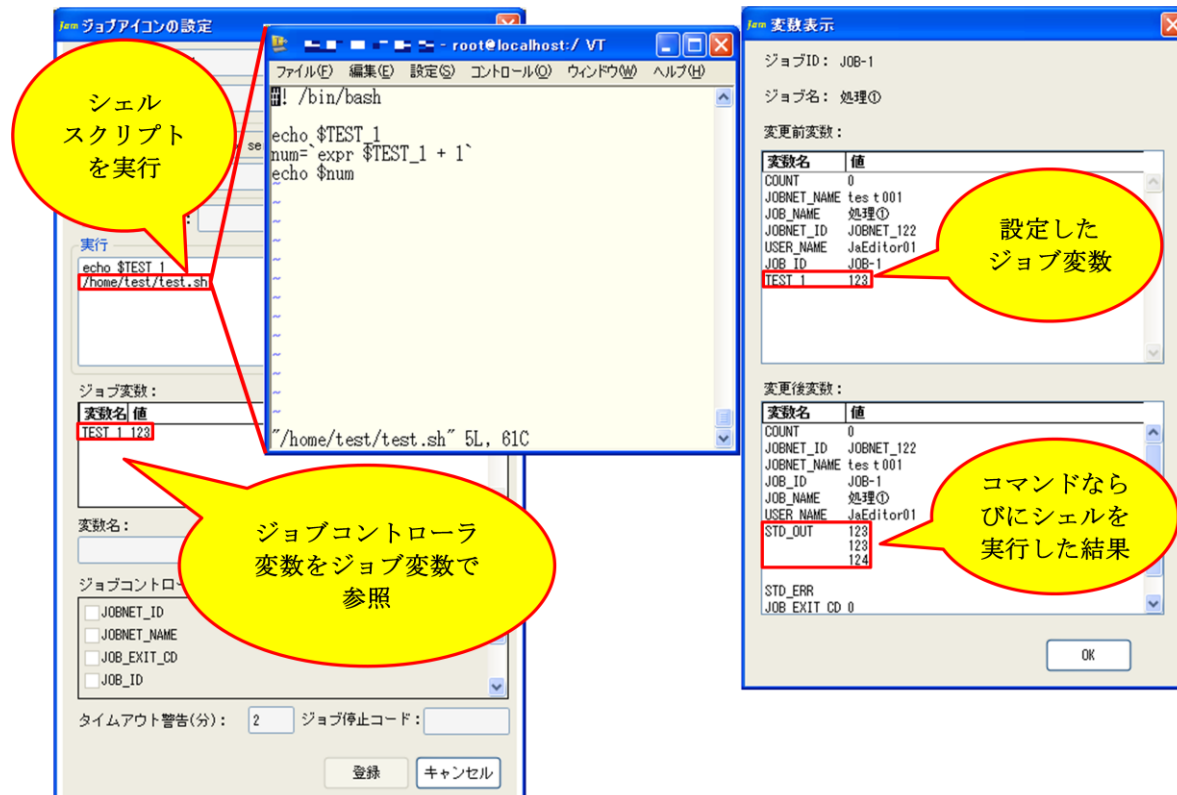 Jam ジョブアイコンの設定
シェル
スクリプト
を実行
実行
echo $TEST_1
/home/test/test.sh
ジョブ変数：
変数名 値
TEST_1 123
変数名：
ジョブコントロー
JOBNET_ID
JOBNET_NAME
JOB_EXIT_CD
JOB_ID
タイムアウト警告(分)： 2 ジョブ停止コード：
登録 キャンセル
ジョブコントローラ
変数をジョブ変数で
参照
- root@localhost:/ VT
ファイル(F) 編集(E) 設定(S) コントロール(O) ウィンドウ(W) ヘルプ(H)
#! /bin/bash
echo $TEST_1
num=`expr $TEST_1 + 1`
echo $num
~
~
~
~
~
~
~
~
~
~
~
~
~
"/home/test/test.sh" 5L, 61C
Jam 変数表示
ジョブID： JOB-1
ジョブ名： 処理①
変更前変数：
変数名 値
COUNT 0
JOBNET_NAME test001
JOB_NAME 処理①
JOBNET_ID JOBNET_122
USER_NAME JaEditor01
JOB_ID JOB-1
TEST_1 123
設定した
ジョブ変数
変更後変数：
変数名 値
COUNT 0
JOBNET_ID JOBNET_122
JOBNET_NAME test001
JOB_ID JOB-1
JOB_NAME 処理①
USER_NAME JaEditor01
STD_OUT 123
123
124
STD_ERR
JOB_EXIT_CD 0
コマンドなら
びにシェルを
実行した結果
OK